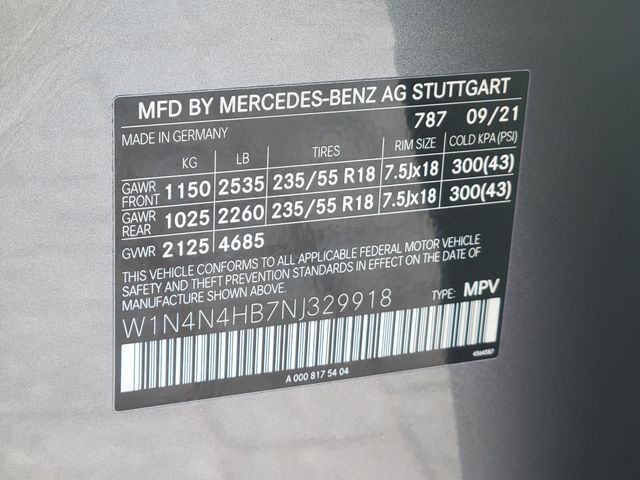 MFD BY MERCEDES-BENZ AG STUTTGART
MADE IN GERMANY 787 09/21
KG LB TIRES RIM SIZE COLD KPA (PSI)
GAWR FRONT 1150 2535 235/55 R18 7.5Jx18 300(43)
GAWR REAR 1025 2260 235/55 R18 7.5Jx18 300(43)
GVWR 2125 4685
THIS VEHICLE CONFORMS TO ALL APPLICABLE FEDERAL MOTOR VEHICLE
SAFETY AND THEFT PREVENTION STANDARDS IN EFFECT ON THE DATE OF
MANUFACTURE SHOWN ABOVE.
W1N4N4HB7NJ329918 TYPE: MPV
4564587
A 000 817 54 04